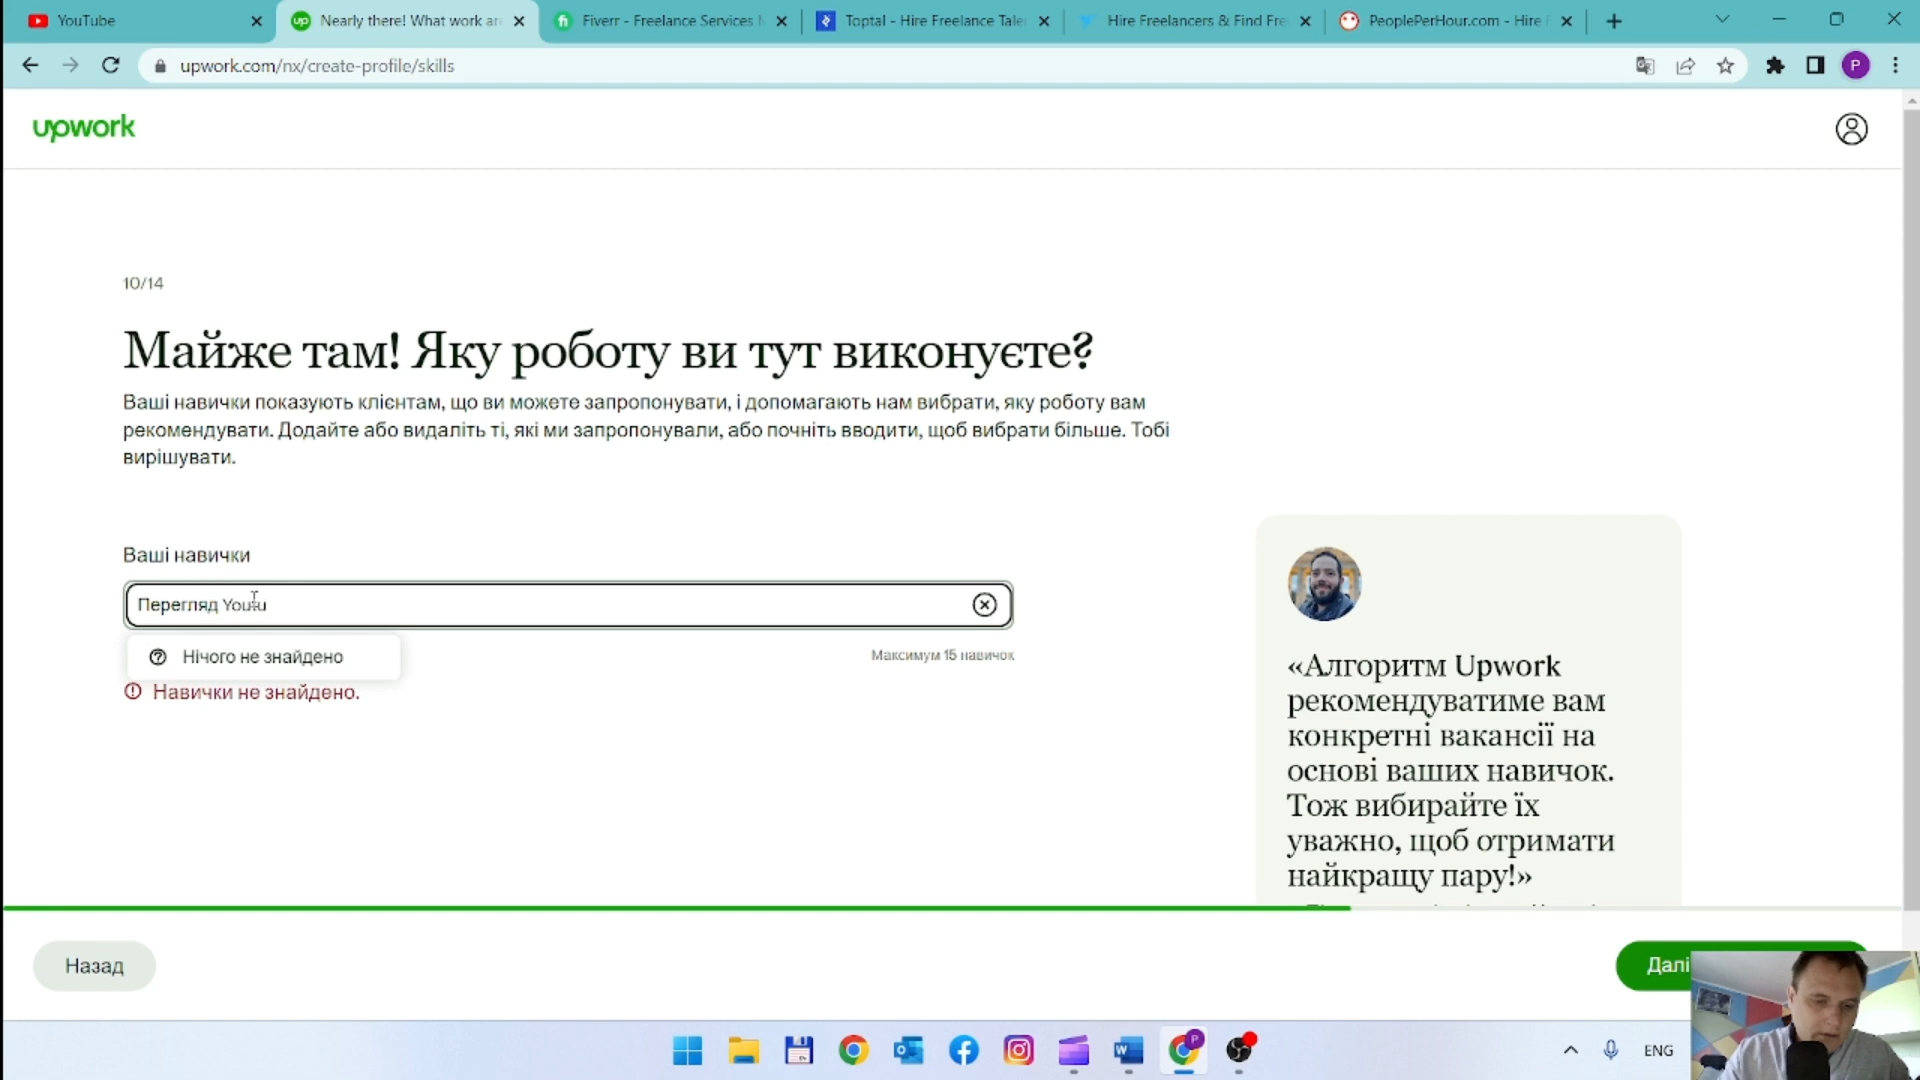 YouTube
Nearly there! What work are
Fiverr - Freelance Services
Toptal - Hire Freelance Tale
Hire Freelancers & Find Fre
PeoplePerHour.com - Hire
upwork.com/nx/create-profile/skills
P
upwork
10/14
Майже там! Яку роботу ви тут виконуєте?
Ваші навички показують клієнтам, що ви можете запропонувати, і допомагають нам вибрати, яку роботу вам
рекомендувати. Додайте або видаліть ті, які ми запропонували, або почніть вводити, щоб вибрати більше. Тобі
вирішувати.
Ваші навички
Перегляд Youtu
Нічого не знайдено
Максимум 15 навичок
Навички не знайдено.
«Алгоритм Upwork
рекомендуватиме вам
конкретні вакансії на
основі ваших навичок.
Тож вибирайте їх
уважно, щоб отримати
найкращу пару!»
Назад
Далі
ENG